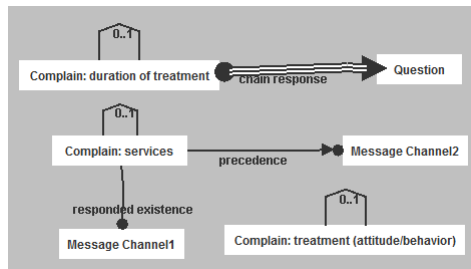 0..1
Complain: duration of treatment
chain response
Question
0..1
Complain: services
precedence
Message Channel2
responded existence
Message Channel1
0..1
Complain: treatment (attitude/behavior)